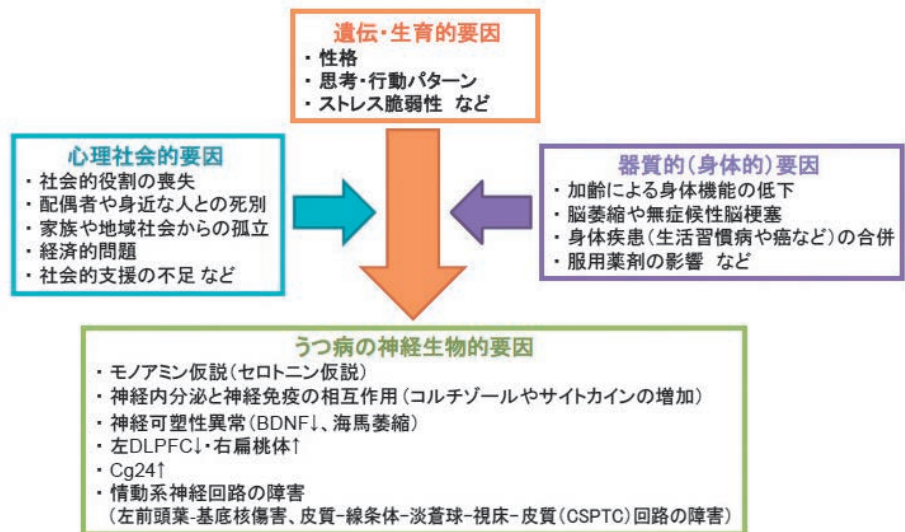 遺伝・生育的要因
・性格
・思考・行動パターン
・ストレス脆弱性 など
心理社会的要因
・社会的役割の喪失
・配偶者や身近な人との死別
・家族や地域社会からの孤立
・経済的問題
・社会的支援の不足 など
器質的(身体的)要因
・加齢による身体機能の低下
・脳萎縮や無症候性脳梗塞
・身体疾患(生活習慣病や癌など)の合併
・服用薬剤の影響 など
うつ病の神経生物的要因
・モノアミン仮説(セロトニン仮説)
・神経内分泌と神経免疫の相互作用(コルチゾールやサイトカインの増加)
・神経可塑性異常(BDNF↓、海馬萎縮)
・左DLPFC↓・右扁桃体↑
・Cg24↑
・情動系神経回路の障害
(左前頭葉-基底核傷害、皮質-線条体-淡蒼球-視床-皮質(CSPTC)回路の障害)